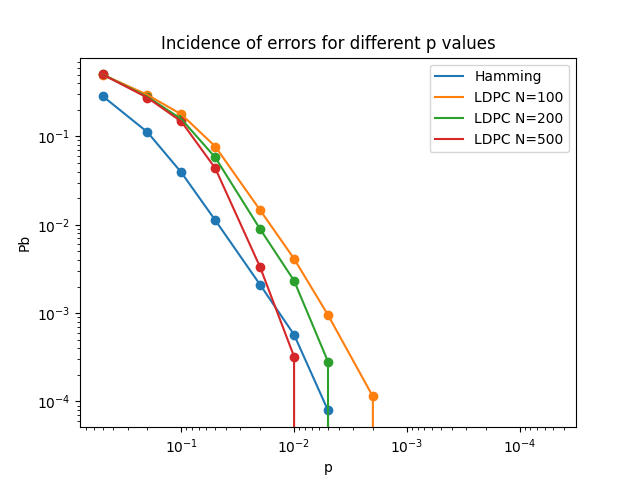 Incidence of errors for different p values
Hamming
LDPC N=100
LDPC N=200
LDPC N=500
Pb
10⁻¹
10⁻²
10⁻³
10⁻⁴
10⁻¹ 10⁻² 10⁻³ 10⁻⁴
p